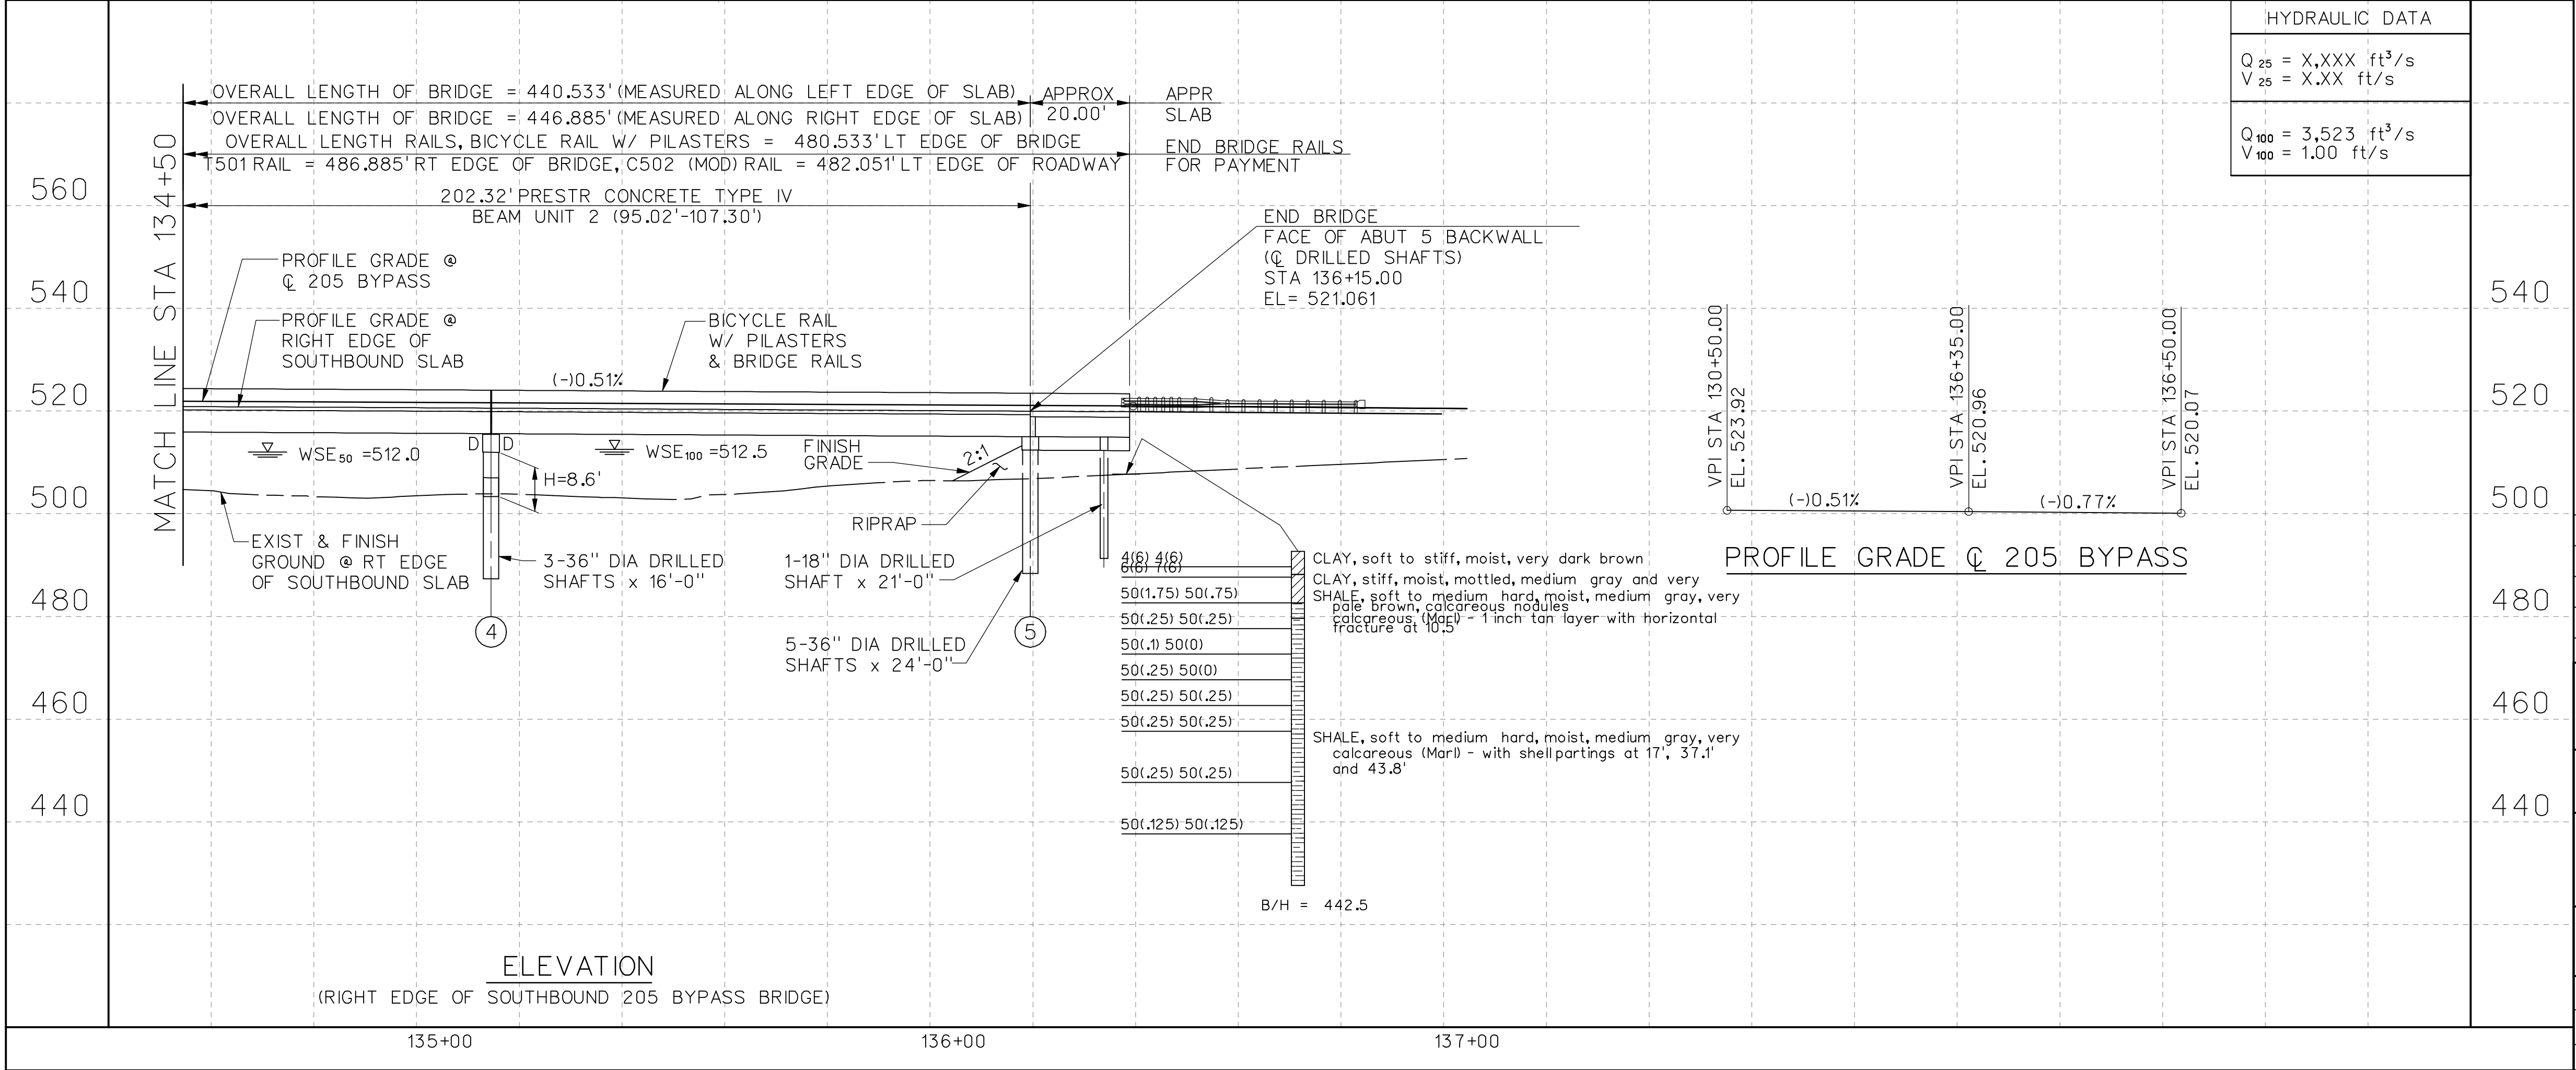 HYDRAULIC DATA
Q25 = X,XXX ft³/s
V25 = X.XX ft/s
Q100 = 3,523 ft³/s
V100 = 1.00 ft/s
OVERALL LENGTH OF BRIDGE = 440.533' (MEASURED ALONG LEFT EDGE OF SLAB)
OVERALL LENGTH OF BRIDGE = 446.885' (MEASURED ALONG RIGHT EDGE OF SLAB)
APPROX
20.00'
APPR
SLAB
OVERALL LENGTH RAILS, BICYCLE RAIL W/ PILASTERS = 480.533' LT EDGE OF BRIDGE
T501 RAIL = 486.885' RT EDGE OF BRIDGE, C502 (MOD) RAIL = 482.051' LT EDGE OF ROADWAY
END BRIDGE RAILS
FOR PAYMENT
202.32' PRESTR CONCRETE TYPE IV
BEAM UNIT 2 (95.02'-107.30')
MATCH LINE STA 134+50
END BRIDGE
FACE OF ABUT 5 BACKWALL
(℄ DRILLED SHAFTS)
STA 136+15.00
EL= 521.061
PROFILE GRADE @
℄ 205 BYPASS
PROFILE GRADE @
RIGHT EDGE OF
SOUTHBOUND SLAB
BICYCLE RAIL
W/ PILASTERS
& BRIDGE RAILS
(-)0.51%
WSE50 =512.0
D D
WSE100 =512.5
FINISH
GRADE
2:1
H=8.6'
RIPRAP
EXIST & FINISH
GROUND @ RT EDGE
OF SOUTHBOUND SLAB
3-36" DIA DRILLED
SHAFTS x 16'-0"
1-18" DIA DRILLED
SHAFT x 21'-0"
5-36" DIA DRILLED
SHAFTS x 24'-0"
4
5
4(6) 4(6)
6(6) 7(6)
50(1.75) 50(.75)
50(.25) 50(.25)
50(.1) 50(0)
50(.25) 50(0)
50(.25) 50(.25)
50(.25) 50(.25)
50(.25) 50(.25)
50(.125) 50(.125)
CLAY, soft to stiff, moist, very dark brown
CLAY, stiff, moist, mottled, medium gray and very
SHALE, soft to medium hard, moist, medium gray, very
pale brown, calcareous nodules
calcareous (Marl) - 1 inch tan layer with horizontal
fracture at 10.5'
SHALE, soft to medium hard, moist, medium gray, very
calcareous (Marl) - with shell partings at 17', 37.1'
and 43.8'
B/H = 442.5
VPI STA 130+50.00
EL. 523.92
VPI STA 136+35.00
EL. 520.96
VPI STA 136+50.00
EL. 520.07
(-)0.51%
(-)0.77%
PROFILE GRADE ℄ 205 BYPASS
560
540
520
500
480
460
440
540
520
500
480
460
440
ELEVATION
(RIGHT EDGE OF SOUTHBOUND 205 BYPASS BRIDGE)
135+00
136+00
137+00